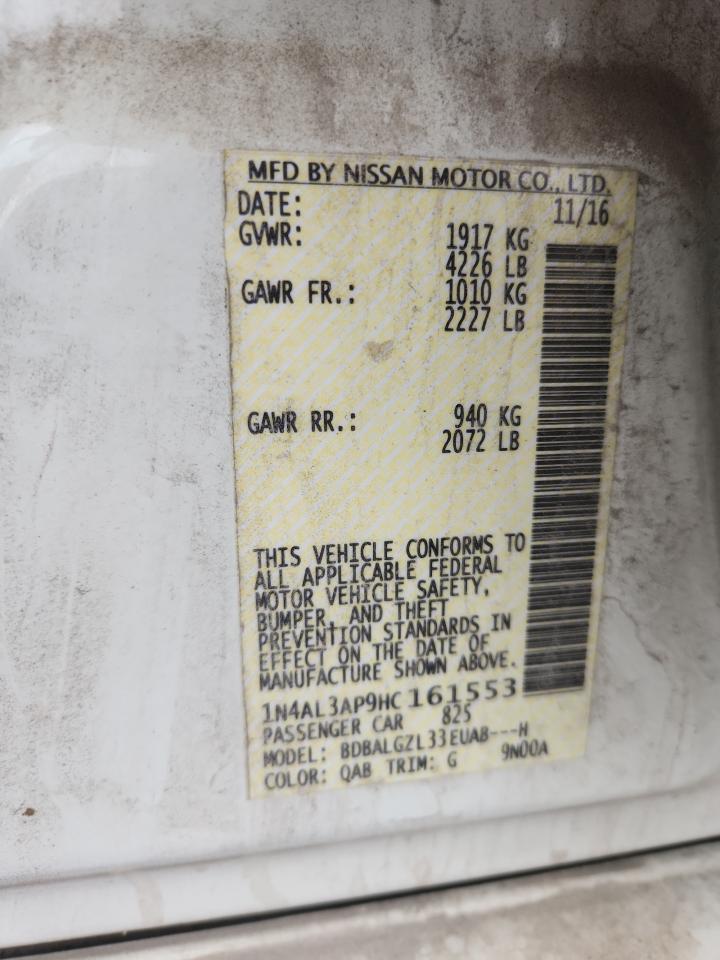 MFD BY NISSAN MOTOR CO., LTD.
DATE: 11/16
GVWR: 1917 KG
4226 LB
GAWR FR.: 1010 KG
2227 LB
GAWR RR.: 940 KG
2072 LB
THIS VEHICLE CONFORMS TO
ALL APPLICABLE FEDERAL
MOTOR VEHICLE SAFETY,
BUMPER, AND THEFT
PREVENTION STANDARDS IN
EFFECT ON THE DATE OF
MANUFACTURE SHOWN ABOVE.
1N4AL3AP9HC161553
PASSENGER CAR 825
MODEL: BDBALGZL33EUA8---H
COLOR: QAB TRIM: G 9N00A